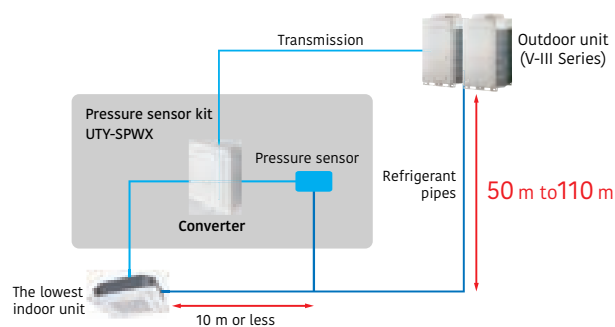 Transmission
Outdoor unit
(V-III Series)
Pressure sensor kit
UTY-SPWX
Pressure sensor
Converter
Refrigerant
pipes
50 m to110 m
The lowest
indoor unit
10 m or less